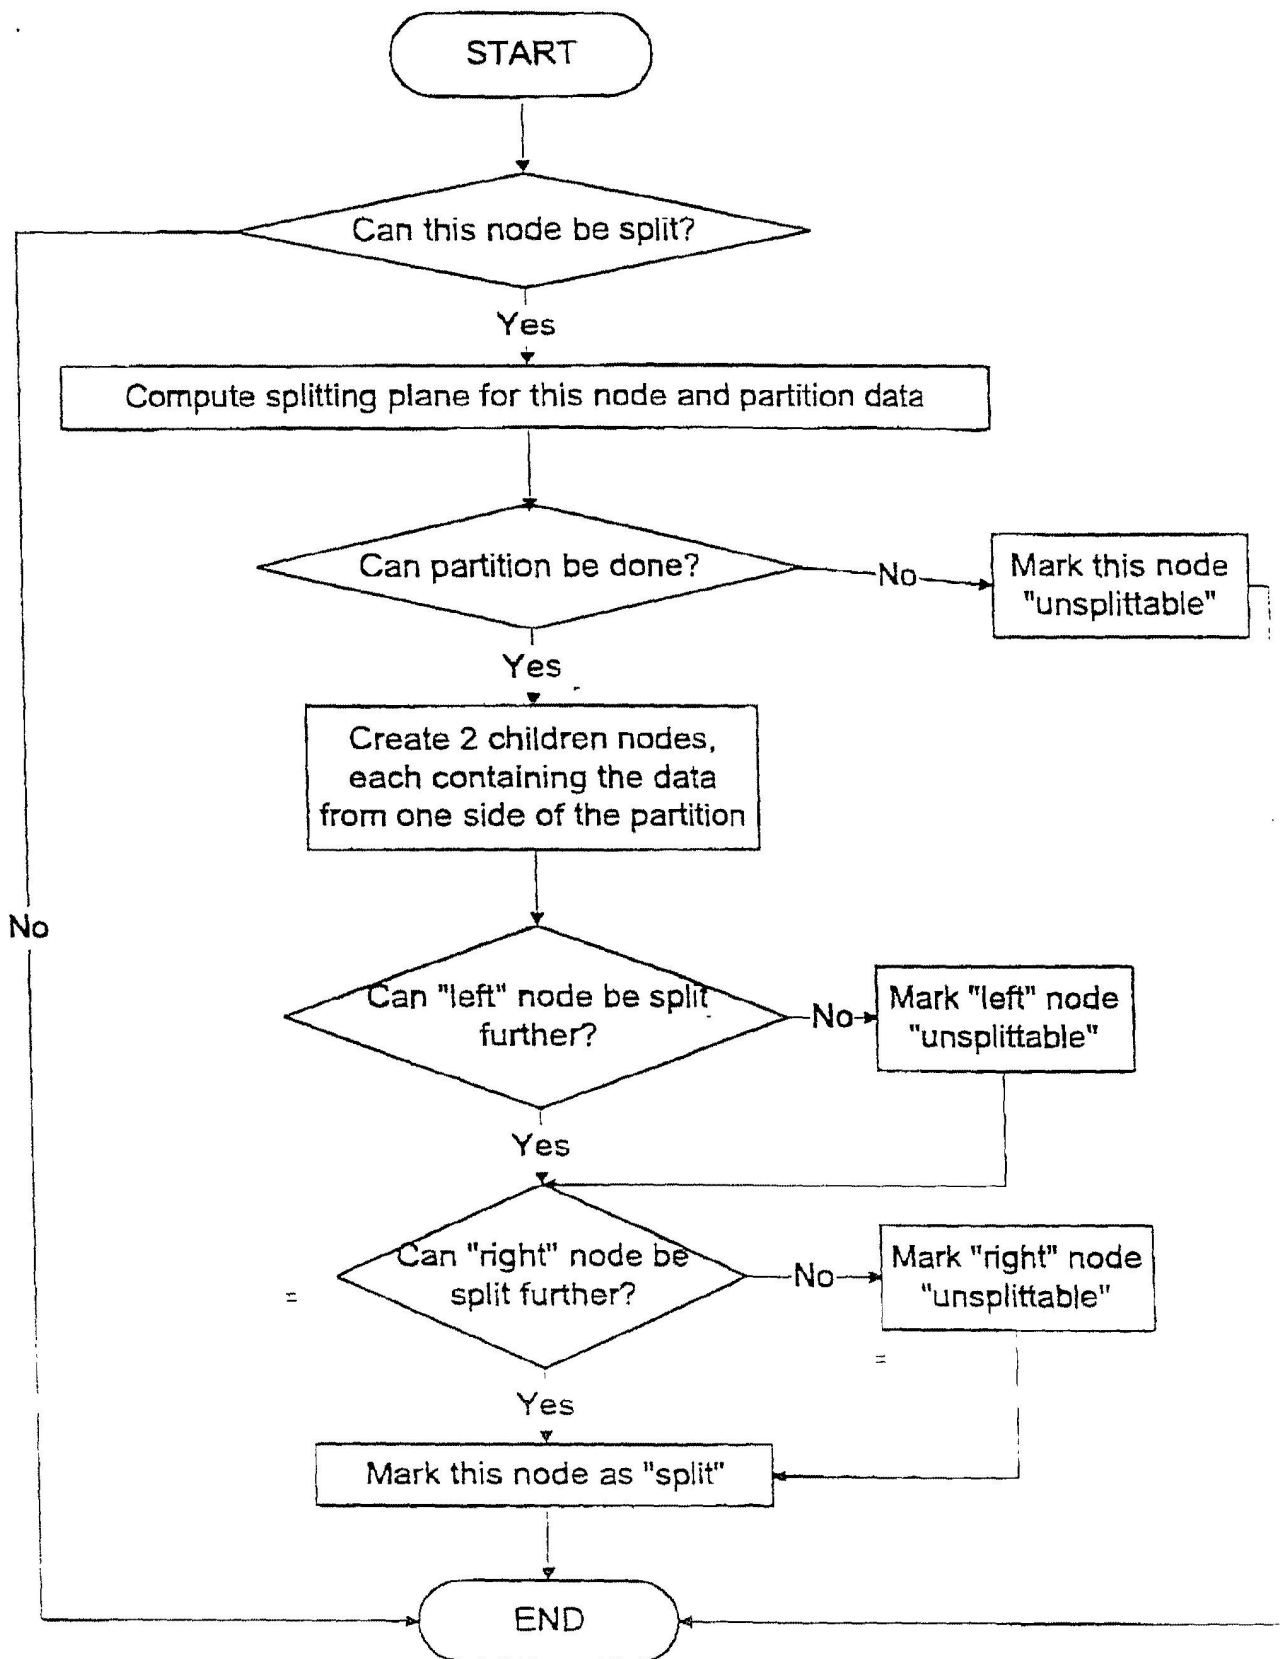 START
Can this node be split?
Yes
Compute splitting plane for this node and partition data
Can partition be done?
No
Mark this node
"unsplittable"
Yes
Create 2 children nodes,
each containing the data
from one side of the partition
No
Can "left" node be split
further?
No
Mark "left" node
"unsplittable"
Yes
Can "right" node be
split further?
No
Mark "right" node
"unsplittable"
Yes
Mark this node as "split"
END